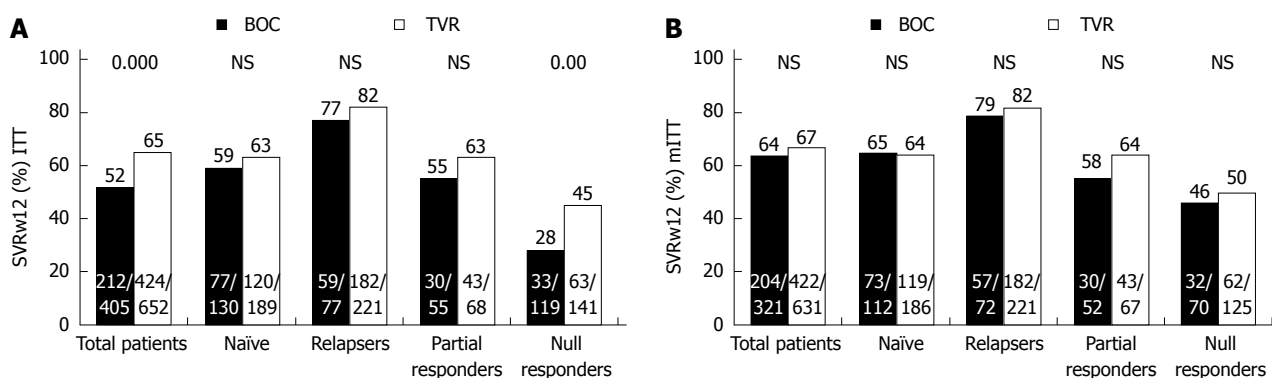 A
BOC TVR
SVRw12 (%) ITT
100
80
60
40
20
0
0.000 NS NS NS 0.00
52 65 59 63 77 82 55 63 28 45
212/ 424/ 77/ 120/ 59/ 182/ 30/ 43/ 33/ 63/
405 652 130 189 77 221 55 68 119 141
Total patients Naïve Relapsers Partial Null
responders responders
B
BOC TVR
SVRw12 (%) mITT
100
80
60
40
20
0
NS NS NS NS NS
64 67 65 64 79 82 58 64 46 50
204/ 422/ 73/ 119/ 57/ 182/ 30/ 43/ 32/ 62/
321 631 112 186 72 221 52 67 70 125
Total patients Naïve Relapsers Partial Null
responders responders